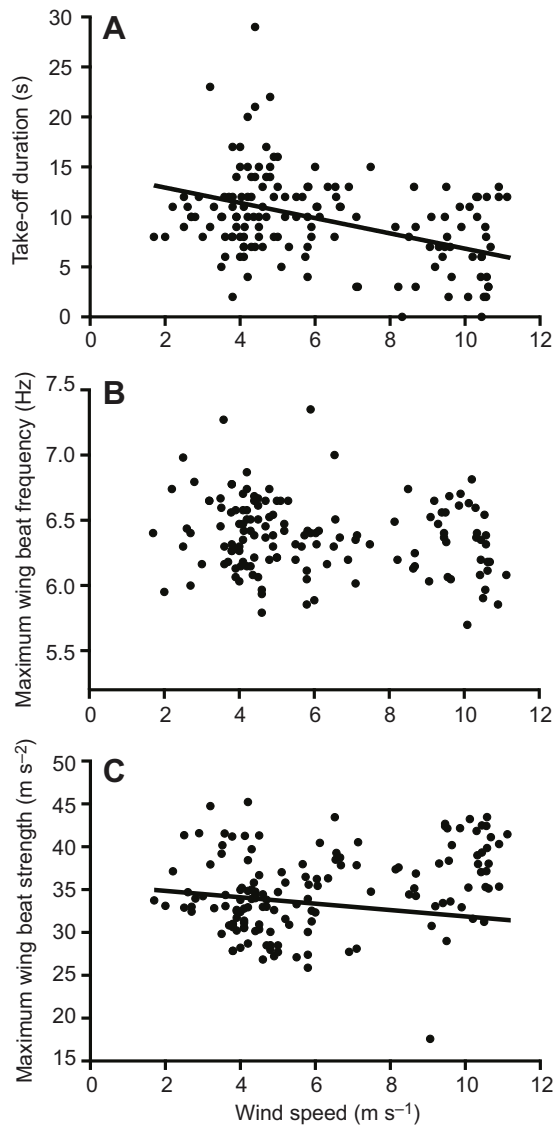 A
Take-off duration (s)
30
25
20
15
10
5
0
0 2 4 6 8 10 12
B
Maximum wing beat frequency (Hz)
7.5
7.0
6.5
6.0
5.5
0 2 4 6 8 10 12
C
Maximum wing beat strength (m s–2)
50
45
40
35
30
25
20
15
0 2 4 6 8 10 12
Wind speed (m s–1)